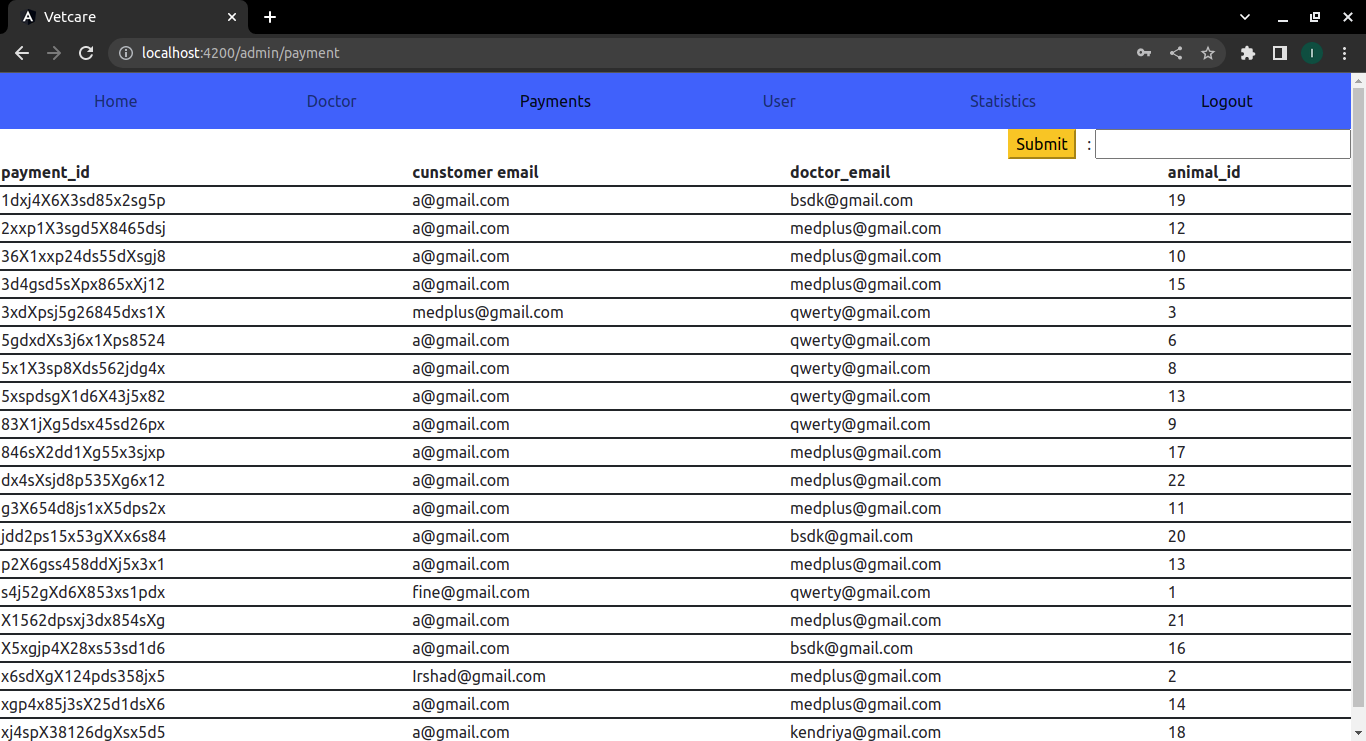 Vetcare
localhost:4200/admin/payment
I
Home Doctor Payments User Statistics Logout
Submit :
payment_id cunstomer email doctor_email animal_id
1dxj4X6X3sd85x2sg5p a@gmail.com bsdk@gmail.com 19
2xxp1X3sgd5X8465dsj a@gmail.com medplus@gmail.com 12
36X1xxp24ds55dXsgj8 a@gmail.com medplus@gmail.com 10
3d4gsd5sXpx865xXj12 a@gmail.com medplus@gmail.com 15
3xdXpsj5g26845dxs1X medplus@gmail.com qwerty@gmail.com 3
5gdxdXs3j6x1Xps8524 a@gmail.com qwerty@gmail.com 6
5x1X3sp8Xds562jdg4x a@gmail.com qwerty@gmail.com 8
5xspdsgX1d6X43j5x82 a@gmail.com qwerty@gmail.com 13
83X1jXg5dsx45sd26px a@gmail.com qwerty@gmail.com 9
846sX2dd1Xg55x3sjxp a@gmail.com medplus@gmail.com 17
dx4sXsjd8p535Xg6x12 a@gmail.com medplus@gmail.com 22
g3X654d8js1xX5dps2x a@gmail.com medplus@gmail.com 11
jdd2ps15x53gXXx6s84 a@gmail.com bsdk@gmail.com 20
p2X6gss458ddXj5x3x1 a@gmail.com medplus@gmail.com 13
s4j52gXd6X853xs1pdx fine@gmail.com qwerty@gmail.com 1
X1562dpsxj3dx854sXg a@gmail.com medplus@gmail.com 21
X5xgjp4X28xs53sd1d6 a@gmail.com bsdk@gmail.com 16
x6sdXgX124pds358jx5 Irshad@gmail.com medplus@gmail.com 2
xgp4x85j3sX25d1dsX6 a@gmail.com medplus@gmail.com 14
xj4spX38126dgXsx5d5 a@gmail.com kendriya@gmail.com 18